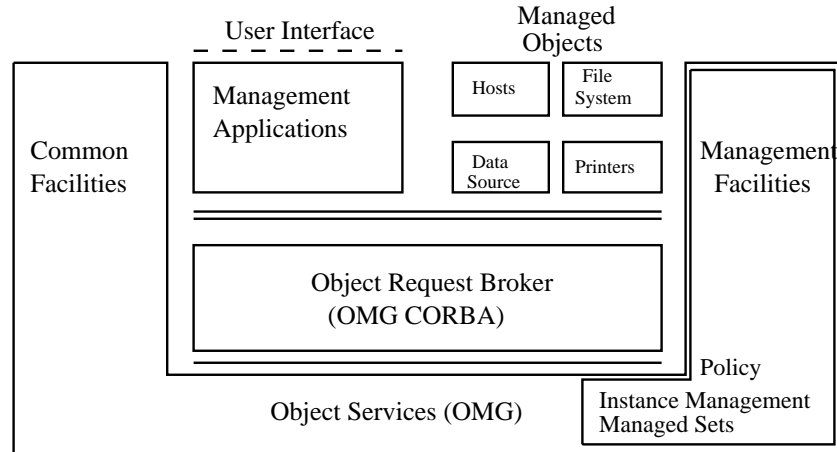 User Interface
Managed
Objects
Management
Applications
Hosts
File
System
Data
Source
Printers
Common
Facilities
Management
Facilities
Object Request Broker
(OMG CORBA)
Policy
Object Services (OMG)
Instance Management
Managed Sets